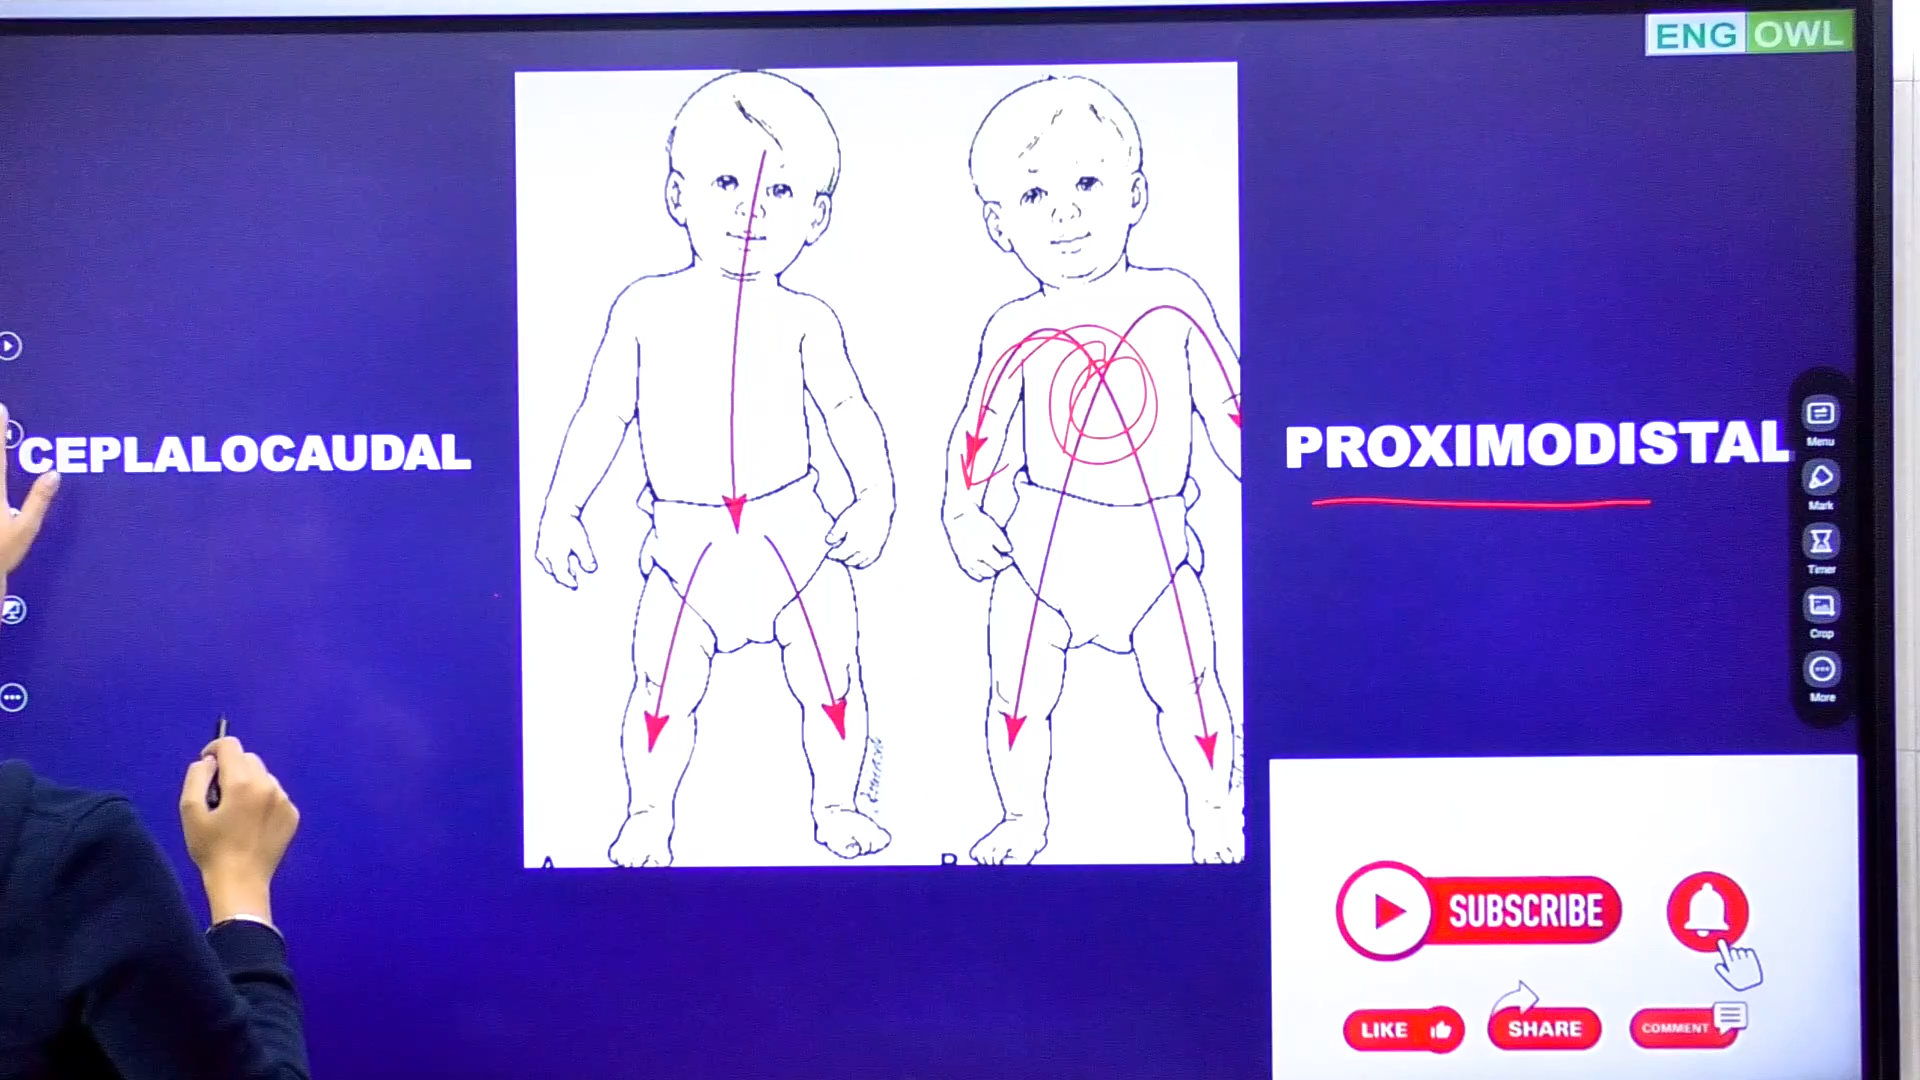 ENG OWL
CEPLALOCAUDAL
PROXIMODISTAL
Menu
Mark
Timer
Crop
More
A
B
SUBSCRIBE
LIKE
SHARE
COMMENT